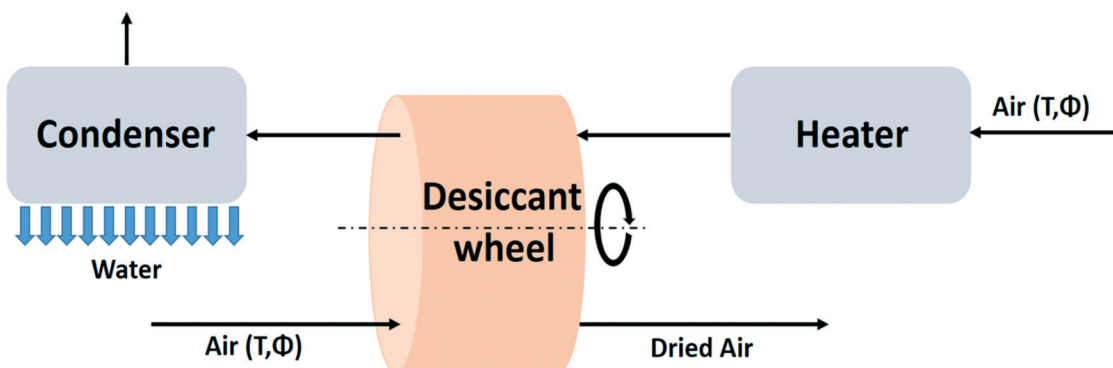 Condenser
Heater
Air (T,Φ)
Desiccant
wheel
Water
Air (T,Φ)
Dried Air